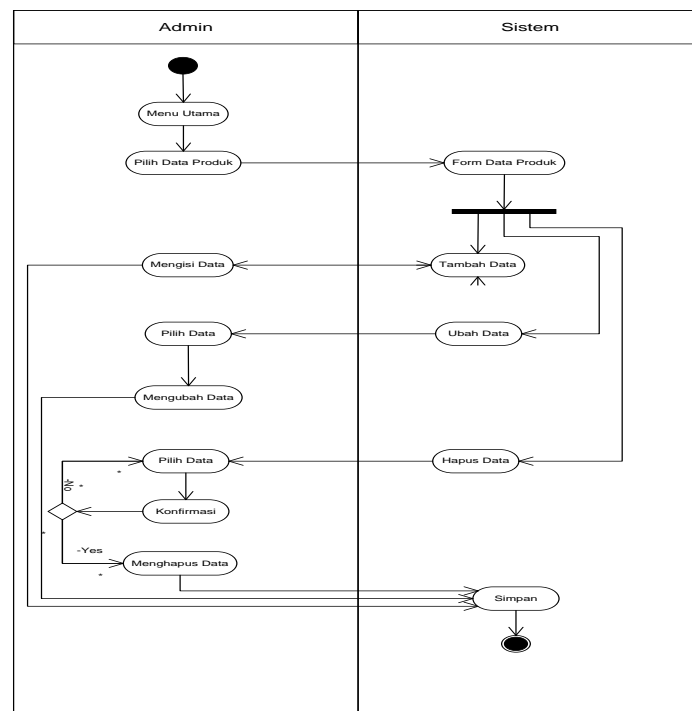 Admin
Sistem
Menu Utama
Pilih Data Produk
Form Data Produk
Mengisi Data
Tambah Data
Pilih Data
Ubah Data
Mengubah Data
Pilih Data
Hapus Data
-No
*
*
Konfirmasi
*
-Yes
*
Menghapus Data
Simpan